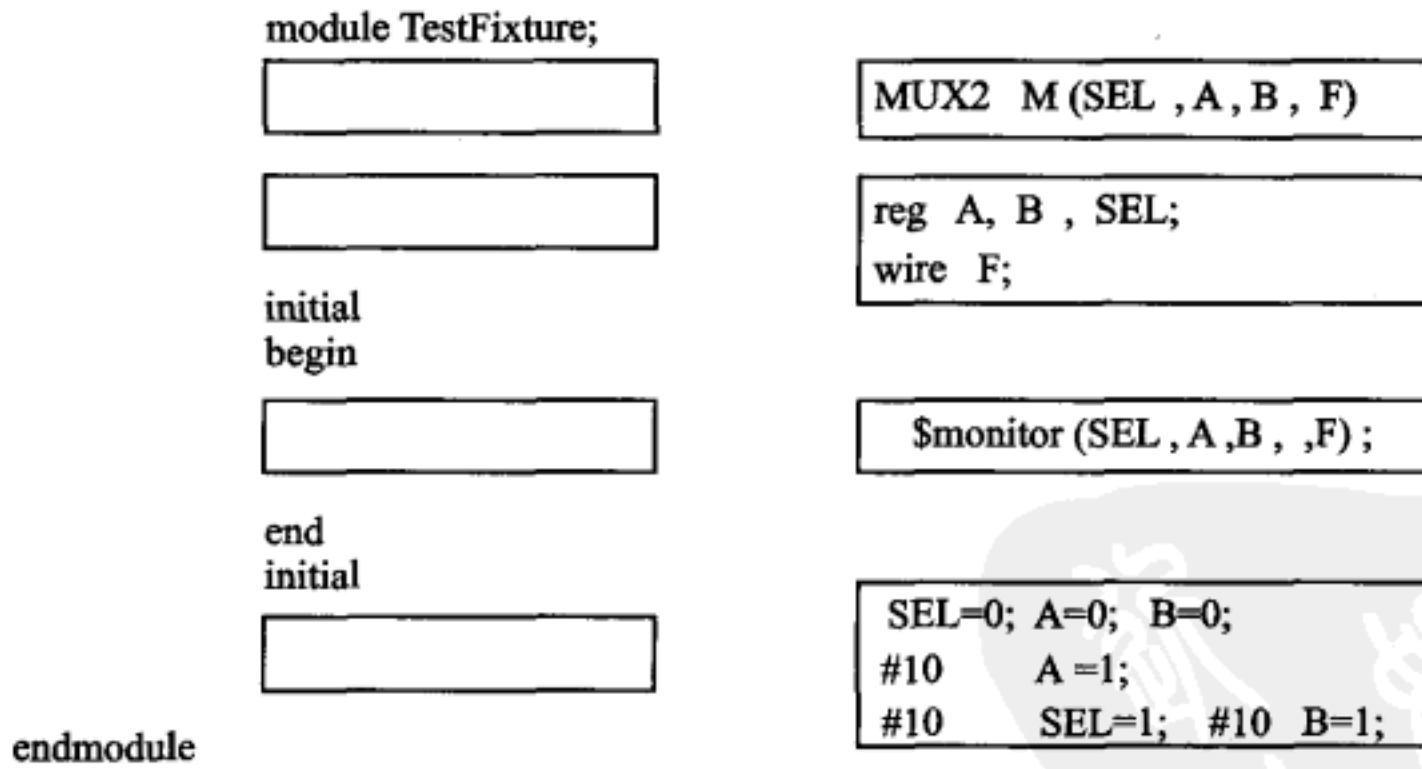 module TestFixture;
MUX2 M (SEL , A , B , F)
reg A, B , SEL;
wire F;
initial
begin
$monitor (SEL , A ,B , ,F) ;
end
initial
SEL=0; A=0; B=0;
#10 A =1;
#10 SEL=1; #10 B=1;
endmodule